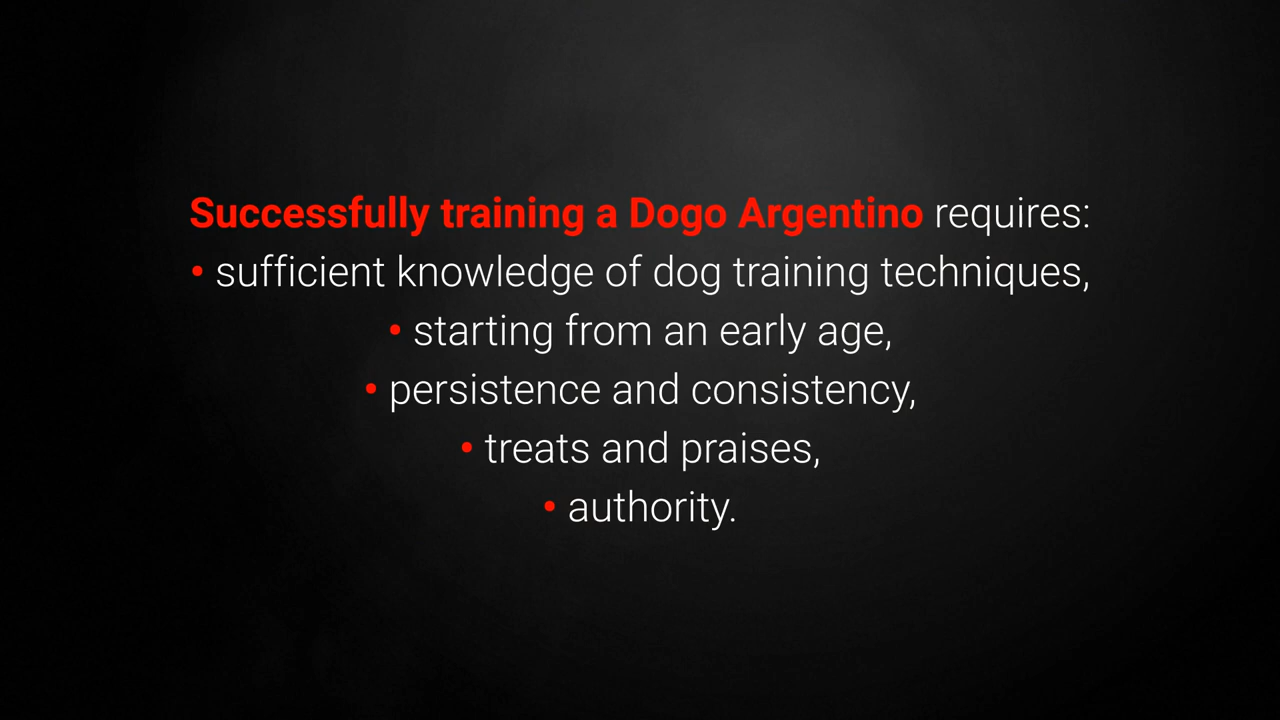 Successfully training a Dogo Argentino requires:
• sufficient knowledge of dog training techniques,
• starting from an early age,
• persistence and consistency,
• treats and praises,
• authority.